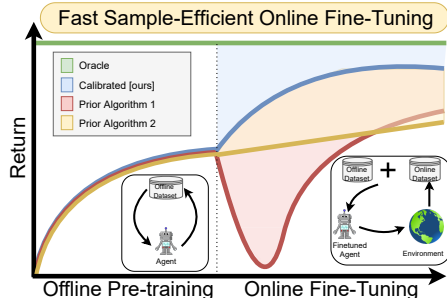 Fast Sample-Efficient Online Fine-Tuning
Oracle
Calibrated [ours]
Prior Algorithm 1
Prior Algorithm 2
Return
Offline
Dataset
Agent
Offline
Dataset
+
Online
Dataset
Finetuned
Agent
Environment
Offline Pre-training
Online Fine-Tuning